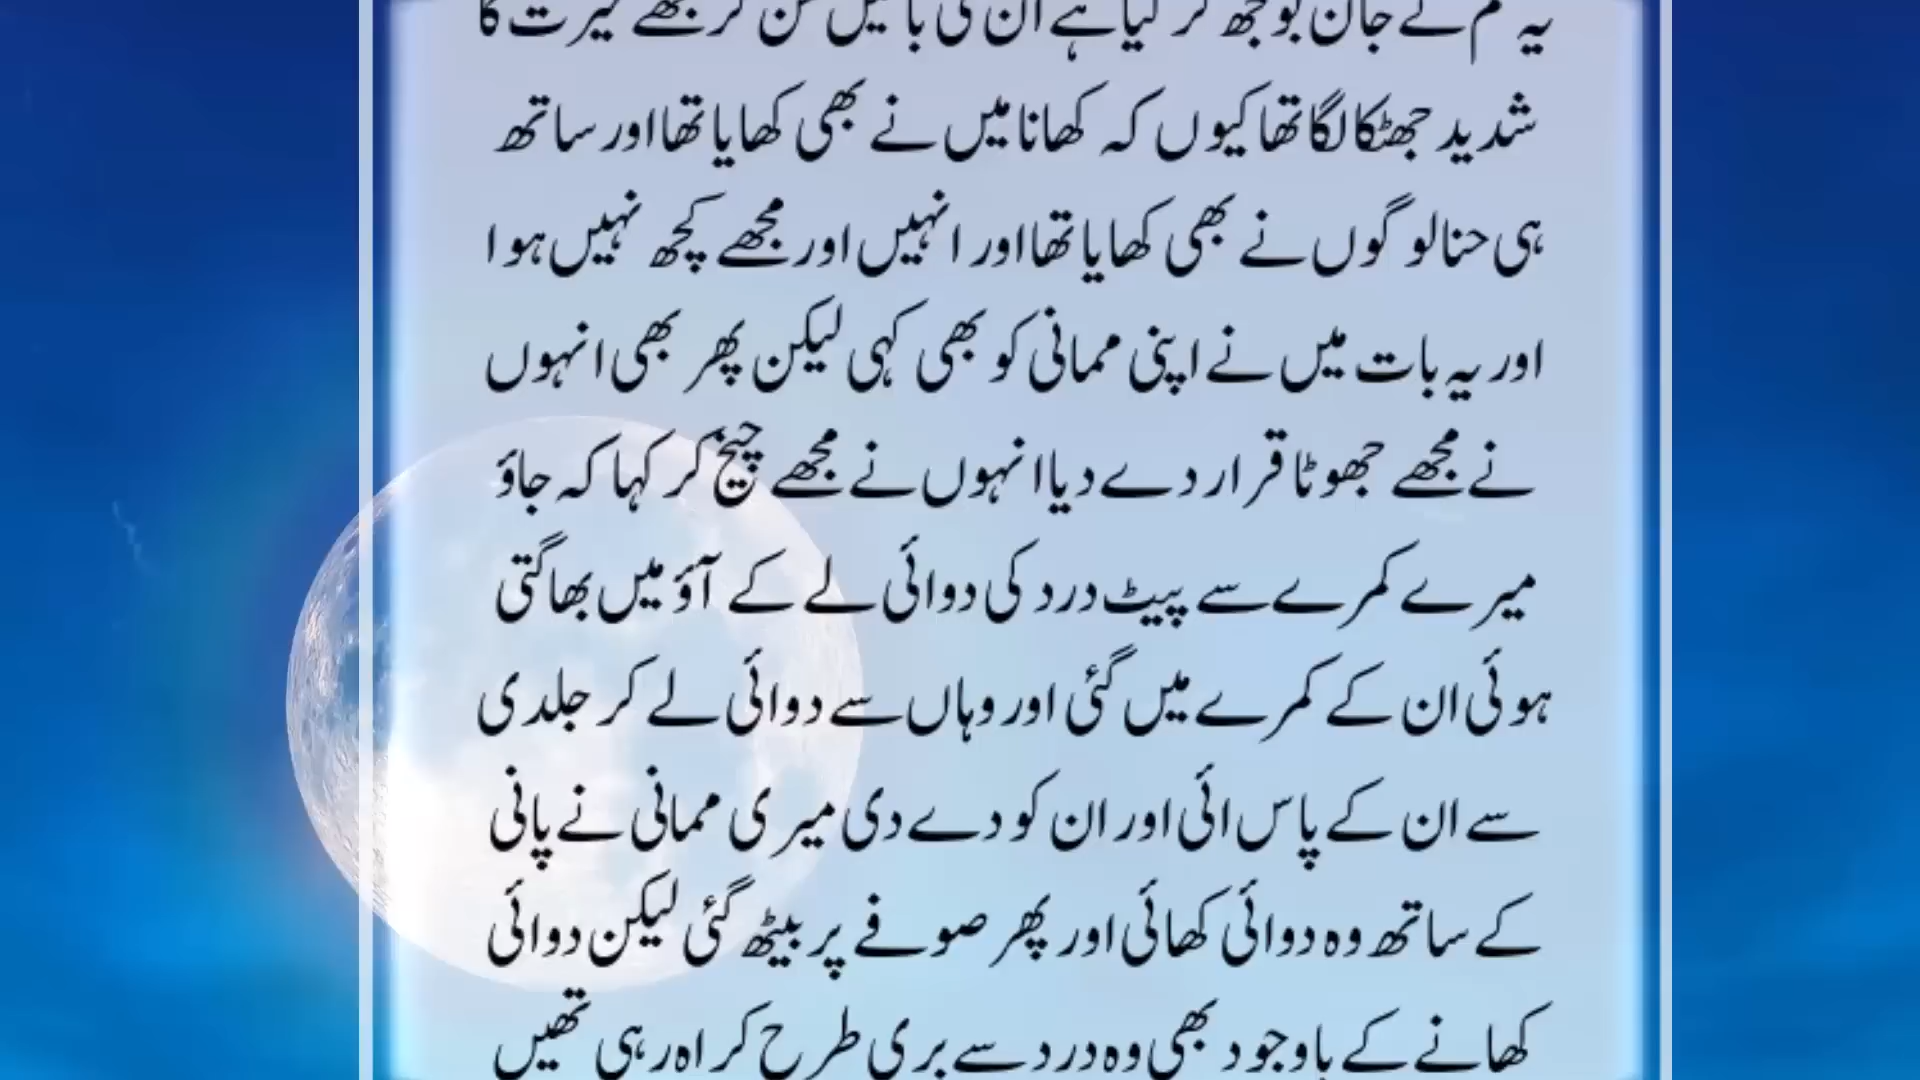 یہ تم نے جان بوجھ کر کیا ہے ان کی باتیں سن کر مجھے حیرت کا
شدید جھٹکا لگا تھا کیوں کہ کھانا میں نے بھی کھایا تھا اور ساتھ
ہی حنا لوگوں نے بھی کھایا تھا اور انہیں اور مجھے کچھ نہیں ہوا
اور یہ بات میں نے اپنی ممانی کو بھی کہی لیکن پھر بھی انہوں
نے مجھے جھوٹا قرار دے دیا انہوں نے مجھے چیخ کر کہا کہ جاؤ
میرے کمرے سے پیٹ درد کی دوائی لے کے آؤ میں بھاگتی
ہوئی ان کے کمرے میں گئی اور وہاں سے دوائی لے کر جلدی
سے ان کے پاس ائی اور ان کو دے دی میری ممانی نے پانی
کے ساتھ وہ دوائی کھائی اور پھر صوفے پر بیٹھ گئی لیکن دوائی
کھانے کے باوجود بھی وہ درد سے بری طرح کراہ رہی تھیں